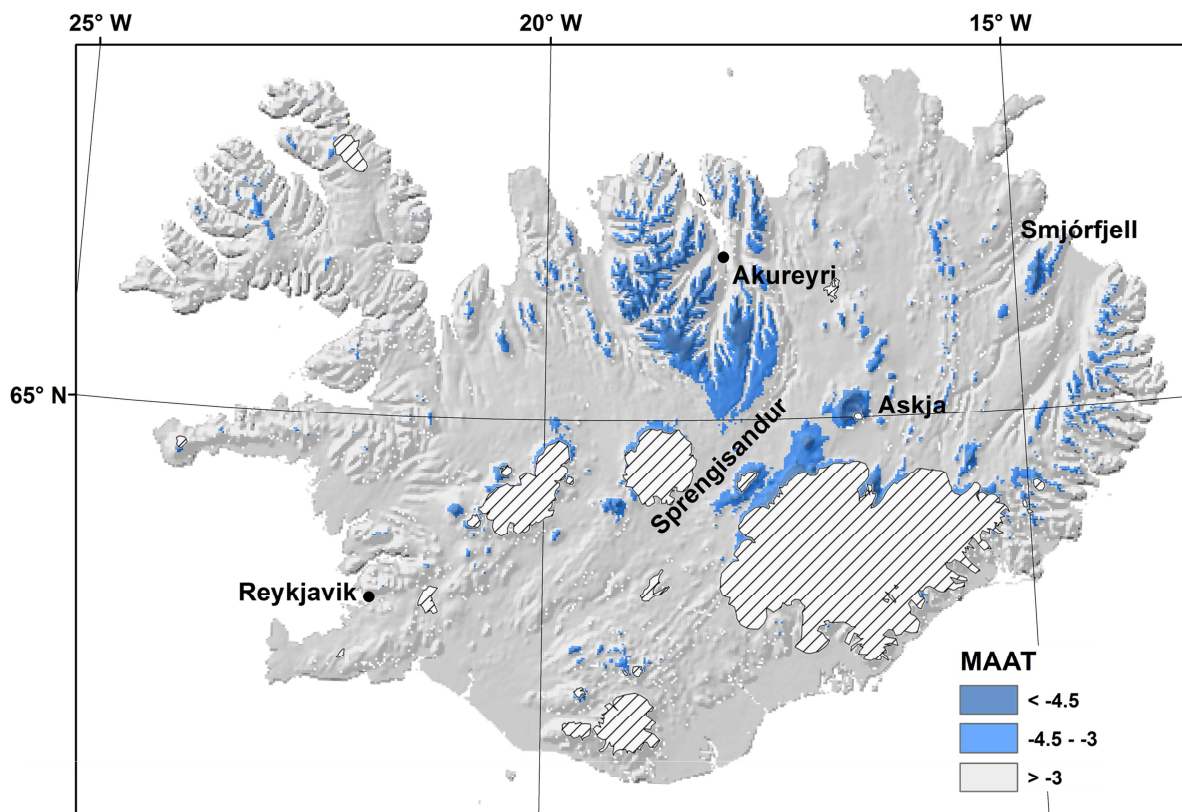 25° W 20° W 15° W
Smjórfjell
Akureyri
65° N
Askja
Sprengisandur
Reykjavik
MAAT
< -4.5
-4.5 - -3
> -3